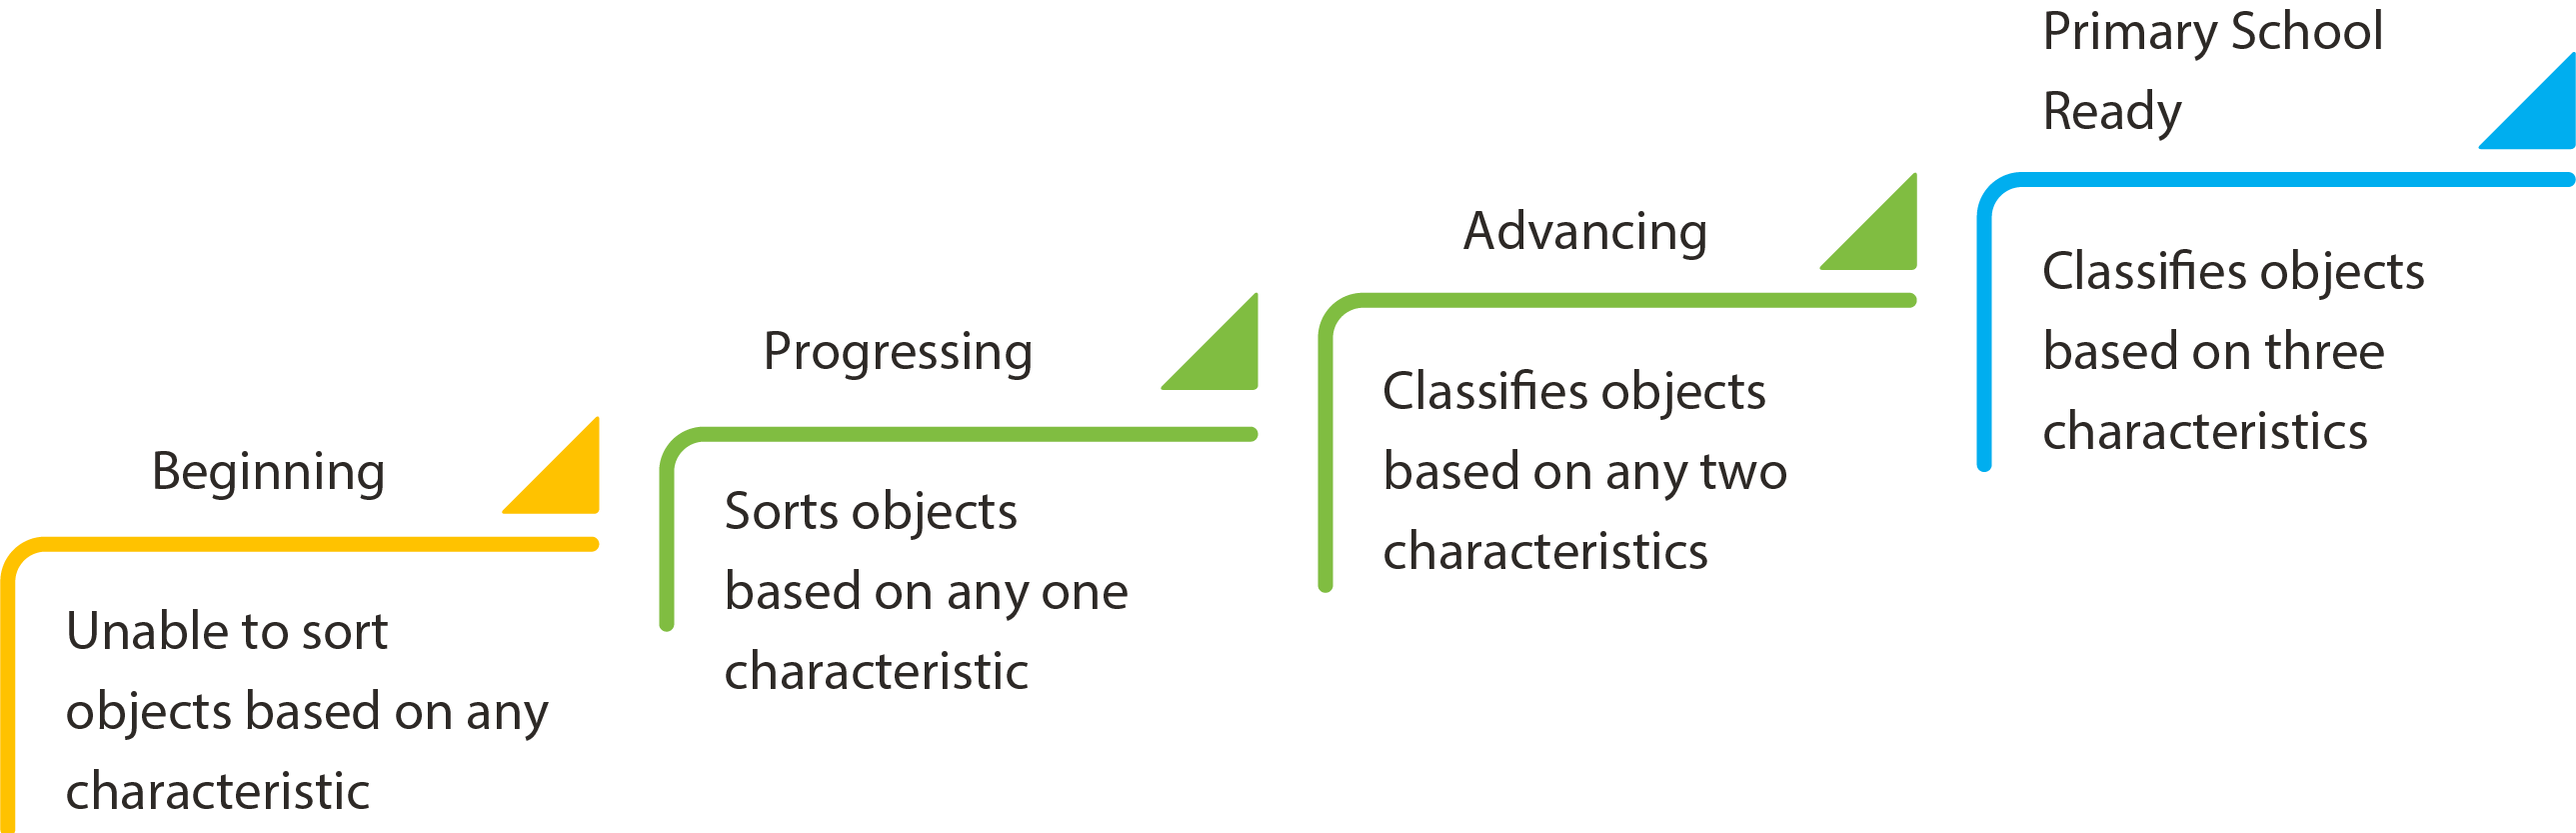 Beginning
Unable to sort
objects based on any
characteristic
Progressing
Sorts objects
based on any one
characteristic
Advancing
Classifies objects
based on any two
characteristics
Primary School
Ready
Classifies objects
based on three
characteristics